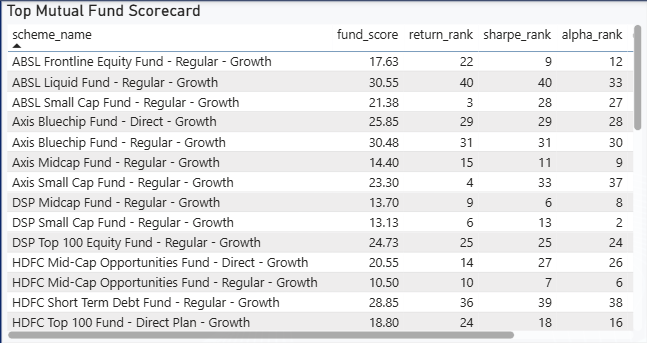 Top Mutual Fund Scorecard
scheme_name fund_score return_rank sharpe_rank alpha_rank
ABSL Frontline Equity Fund - Regular - Growth 17.63 22 9 12
ABSL Liquid Fund - Regular - Growth 30.55 40 40 33
ABSL Small Cap Fund - Regular - Growth 21.38 3 28 27
Axis Bluechip Fund - Direct - Growth 25.85 29 29 28
Axis Bluechip Fund - Regular - Growth 30.48 31 31 30
Axis Midcap Fund - Regular - Growth 14.40 15 11 9
Axis Small Cap Fund - Regular - Growth 23.30 4 33 37
DSP Midcap Fund - Regular - Growth 13.70 9 6 8
DSP Small Cap Fund - Regular - Growth 13.13 6 13 2
DSP Top 100 Equity Fund - Regular - Growth 24.73 25 25 24
HDFC Mid-Cap Opportunities Fund - Direct - Growth 20.55 14 27 26
HDFC Mid-Cap Opportunities Fund - Regular - Growth 10.50 10 7 6
HDFC Short Term Debt Fund - Regular - Growth 28.85 36 39 38
HDFC Top 100 Fund - Direct Plan - Growth 18.80 24 18 16